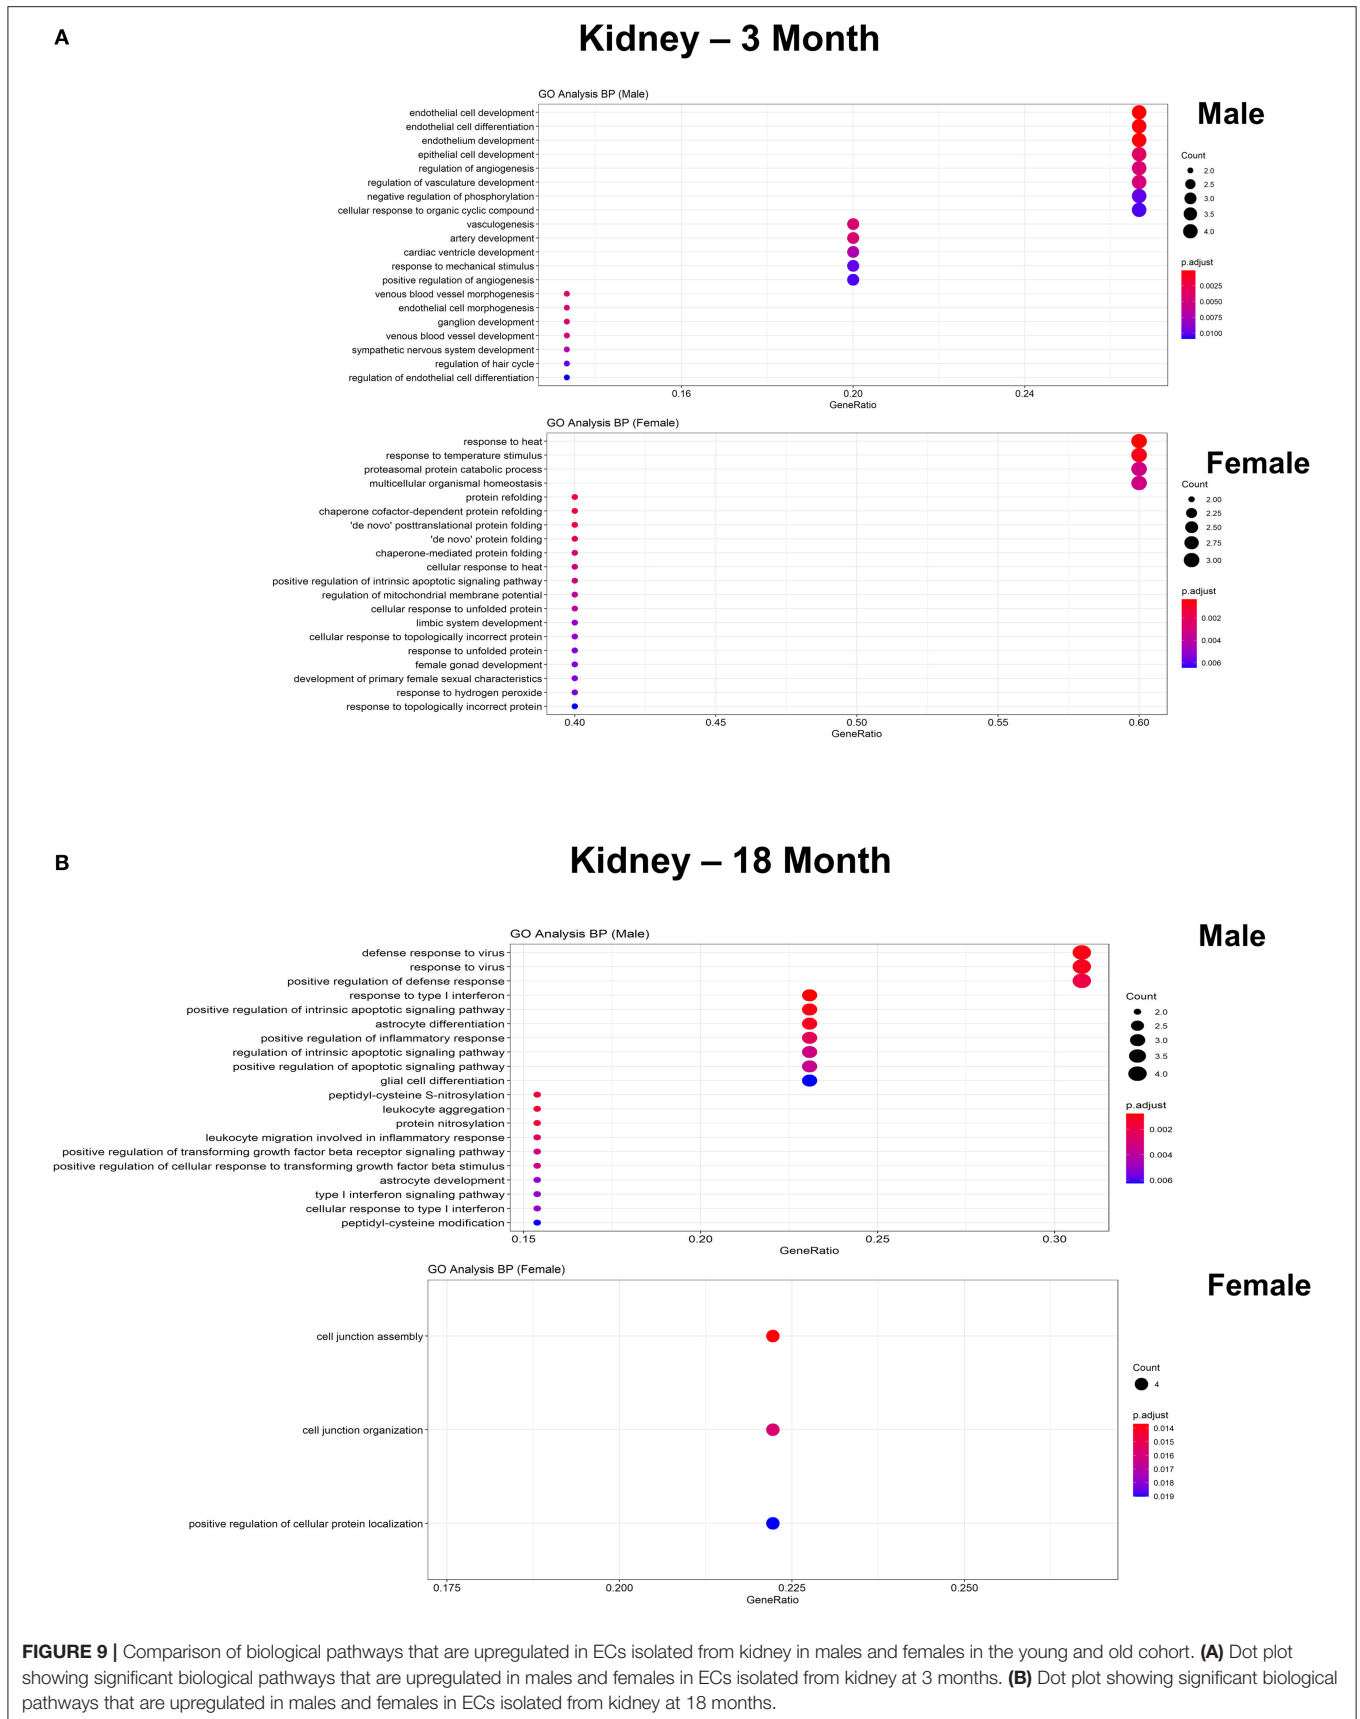 A
Kidney – 3 Month
GO Analysis BP (Male)
Male
endothelial cell development
endothelial cell differentiation
endothelium development
epithelial cell development
regulation of angiogenesis
regulation of vasculature development
negative regulation of phosphorylation
cellular response to organic cyclic compound
vasculogenesis
artery development
cardiac ventricle development
response to mechanical stimulus
positive regulation of angiogenesis
venous blood vessel morphogenesis
endothelial cell morphogenesis
ganglion development
venous blood vessel development
sympathetic nervous system development
regulation of hair cycle
regulation of endothelial cell differentiation
0.16 0.20 0.24
GeneRatio
Count
2.0
2.5
3.0
3.5
4.0
p.adjust
0.0025
0.0050
0.0075
0.0100
GO Analysis BP (Female)
Female
response to heat
response to temperature stimulus
proteasomal protein catabolic process
multicellular organismal homeostasis
protein refolding
chaperone cofactor-dependent protein refolding
'de novo' posttranslational protein folding
'de novo' protein folding
chaperone-mediated protein folding
cellular response to heat
positive regulation of intrinsic apoptotic signaling pathway
regulation of mitochondrial membrane potential
cellular response to unfolded protein
limbic system development
cellular response to topologically incorrect protein
response to unfolded protein
female gonad development
development of primary female sexual characteristics
response to hydrogen peroxide
response to topologically incorrect protein
0.40 0.45 0.50 0.55 0.60
GeneRatio
Count
2.00
2.25
2.50
2.75
3.00
p.adjust
0.002
0.004
0.006
B
Kidney – 18 Month
GO Analysis BP (Male)
Male
defense response to virus
response to virus
positive regulation of defense response
response to type I interferon
positive regulation of intrinsic apoptotic signaling pathway
astrocyte differentiation
positive regulation of inflammatory response
regulation of intrinsic apoptotic signaling pathway
positive regulation of apoptotic signaling pathway
glial cell differentiation
peptidyl-cysteine S-nitrosylation
leukocyte aggregation
protein nitrosylation
leukocyte migration involved in inflammatory response
positive regulation of transforming growth factor beta receptor signaling pathway
positive regulation of cellular response to transforming growth factor beta stimulus
astrocyte development
type I interferon signaling pathway
cellular response to type I interferon
peptidyl-cysteine modification
0.15 0.20 0.25 0.30
GeneRatio
Count
2.0
2.5
3.0
3.5
4.0
p.adjust
0.002
0.004
0.006
GO Analysis BP (Female)
Female
cell junction assembly
cell junction organization
positive regulation of cellular protein localization
0.175 0.200 0.225 0.250
GeneRatio
Count
4
p.adjust
0.014
0.015
0.016
0.017
0.018
0.019
FIGURE 9 | Comparison of biological pathways that are upregulated in ECs isolated from kidney in males and females in the young and old cohort. (A) Dot plot
showing significant biological pathways that are upregulated in males and females in ECs isolated from kidney at 3 months. (B) Dot plot showing significant biological
pathways that are upregulated in males and females in ECs isolated from kidney at 18 months.